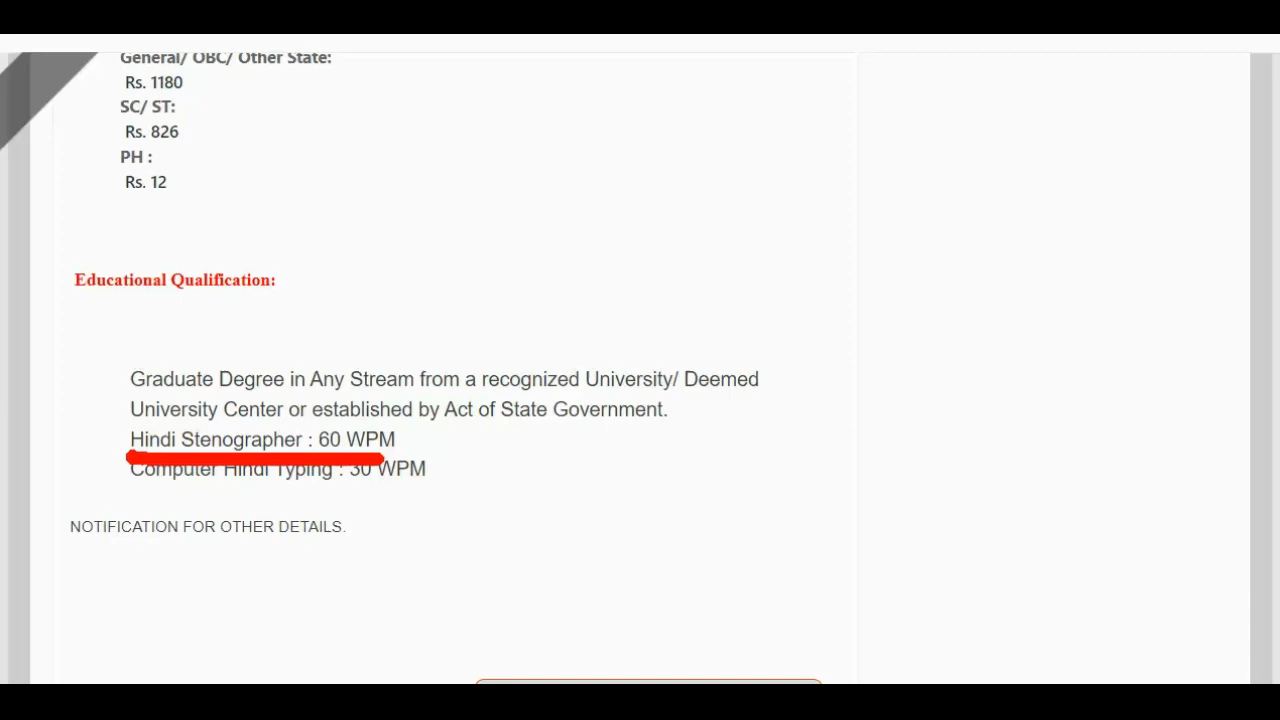 General/ OBC/ Other State:
Rs. 1180
SC/ ST:
Rs. 826
PH :
Rs. 12
Educational Qualification:
Graduate Degree in Any Stream from a recognized University/ Deemed
University Center or established by Act of State Government.
Hindi Stenographer : 60 WPM
Computer Hindi Typing : 30 WPM
NOTIFICATION FOR OTHER DETAILS.